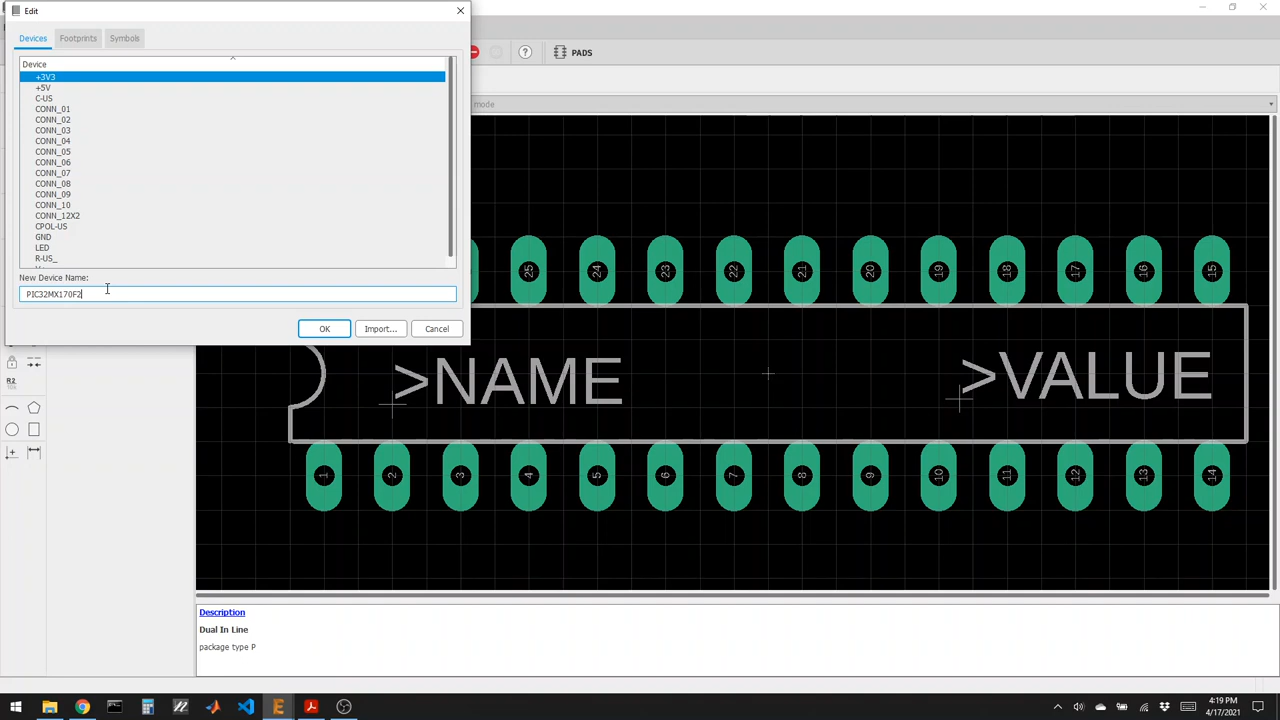 Edit
PADS
Devices
Footprints
Symbols
Device
+3V3
+5V
C-US
CONN_01
CONN_02
CONN_03
CONN_04
CONN_05
CONN_06
CONN_07
CONN_08
CONN_09
CONN_10
CONN_12X2
CPOL-US
GND
LED
R-US_
New Device Name:
PIC32MX170F2
OK
Import...
Cancel
mode
25
24
23
22
21
20
19
18
17
16
15
>NAME
>VALUE
1
2
3
4
5
6
7
8
9
10
11
12
13
14
R2
Description
Dual In Line
package type P
4:19 PM
4/17/2021